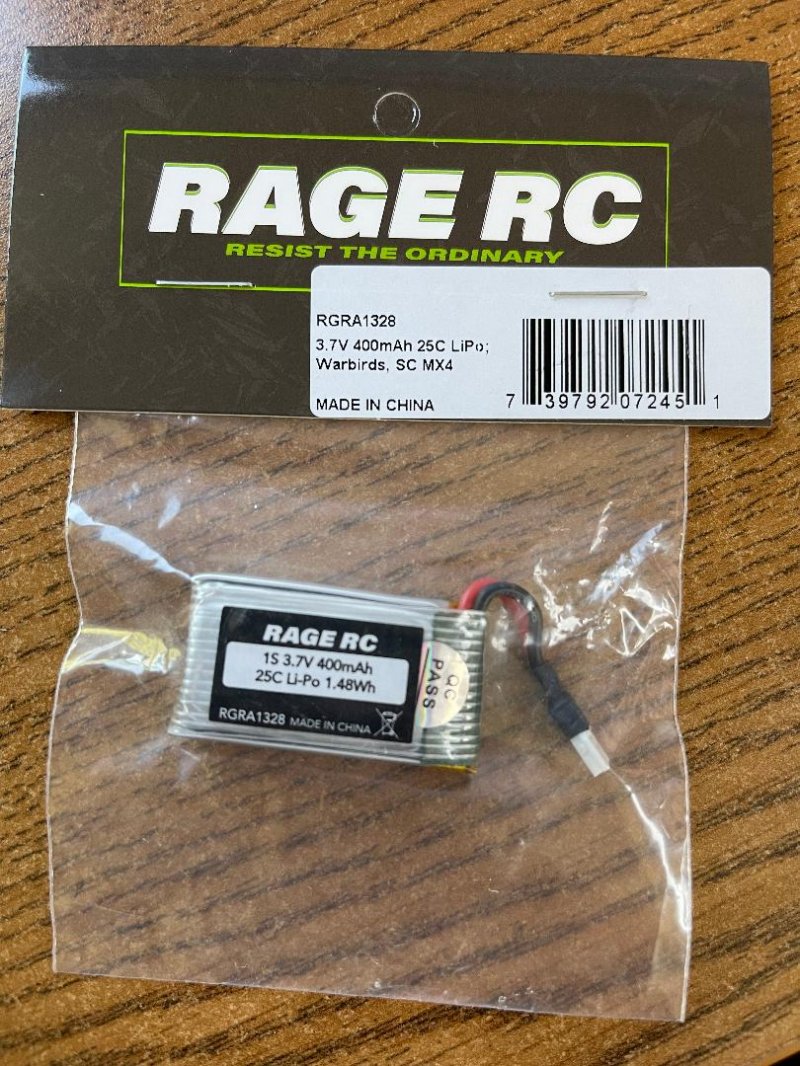 RAGE RC
RESIST THE ORDINARY
RGRA1328
3.7V 400mAh 25C LiPo;
Warbirds, SC MX4
MADE IN CHINA
7 39792 07245 1
RAGE RC
1S 3.7V 400mAh
25C Li-Po 1.48Wh
RGRA1328 MADE IN CHINA
QC
PASS